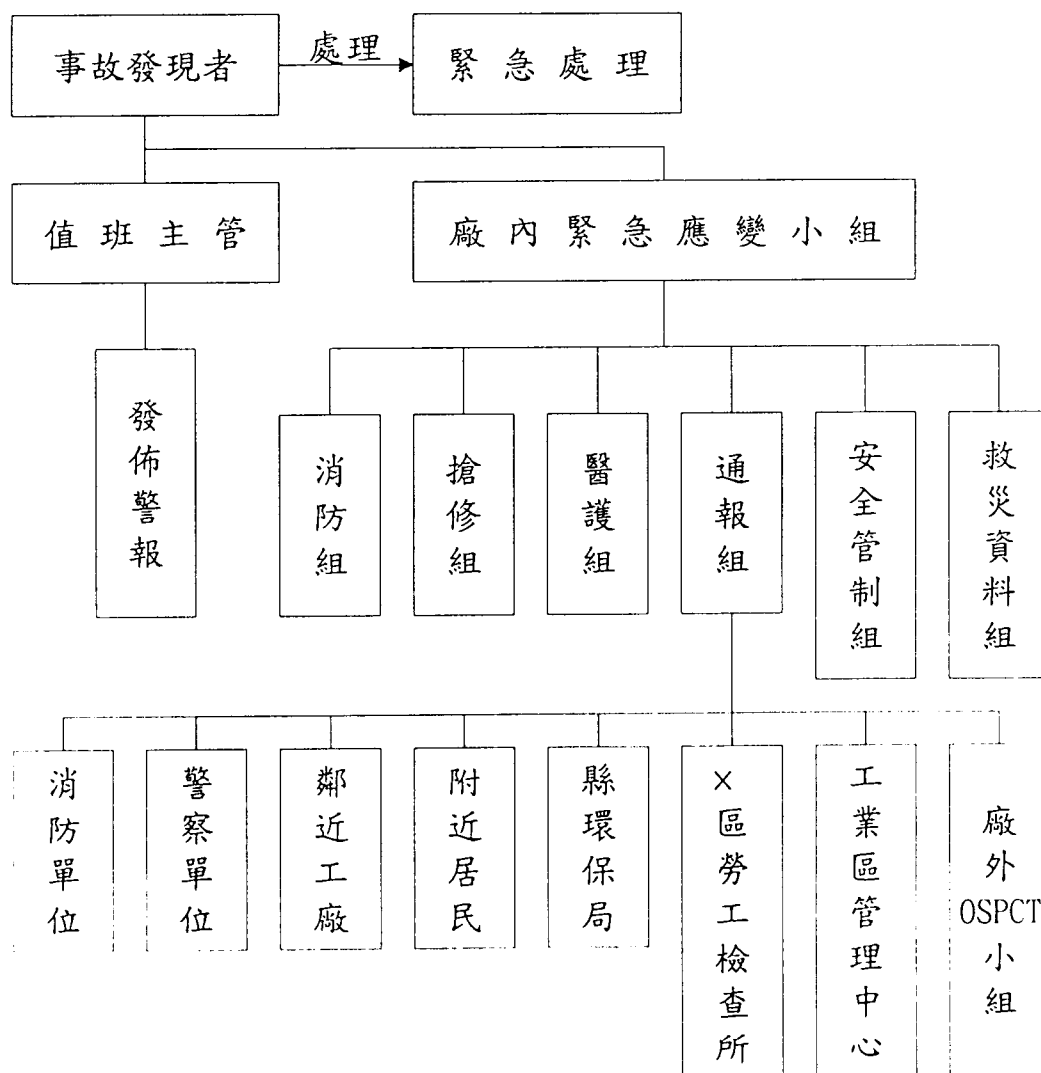 事故發現者
處理
緊急處理
值班主管
廠內緊急應變小組
發佈警報
消防組
搶修組
醫護組
通報組
安全管制組
救災資料組
消防單位
警察單位
鄰近工廠
附近居民
縣環保局
×區勞工檢查所
工業區管理中心
廠外OSPCT小組